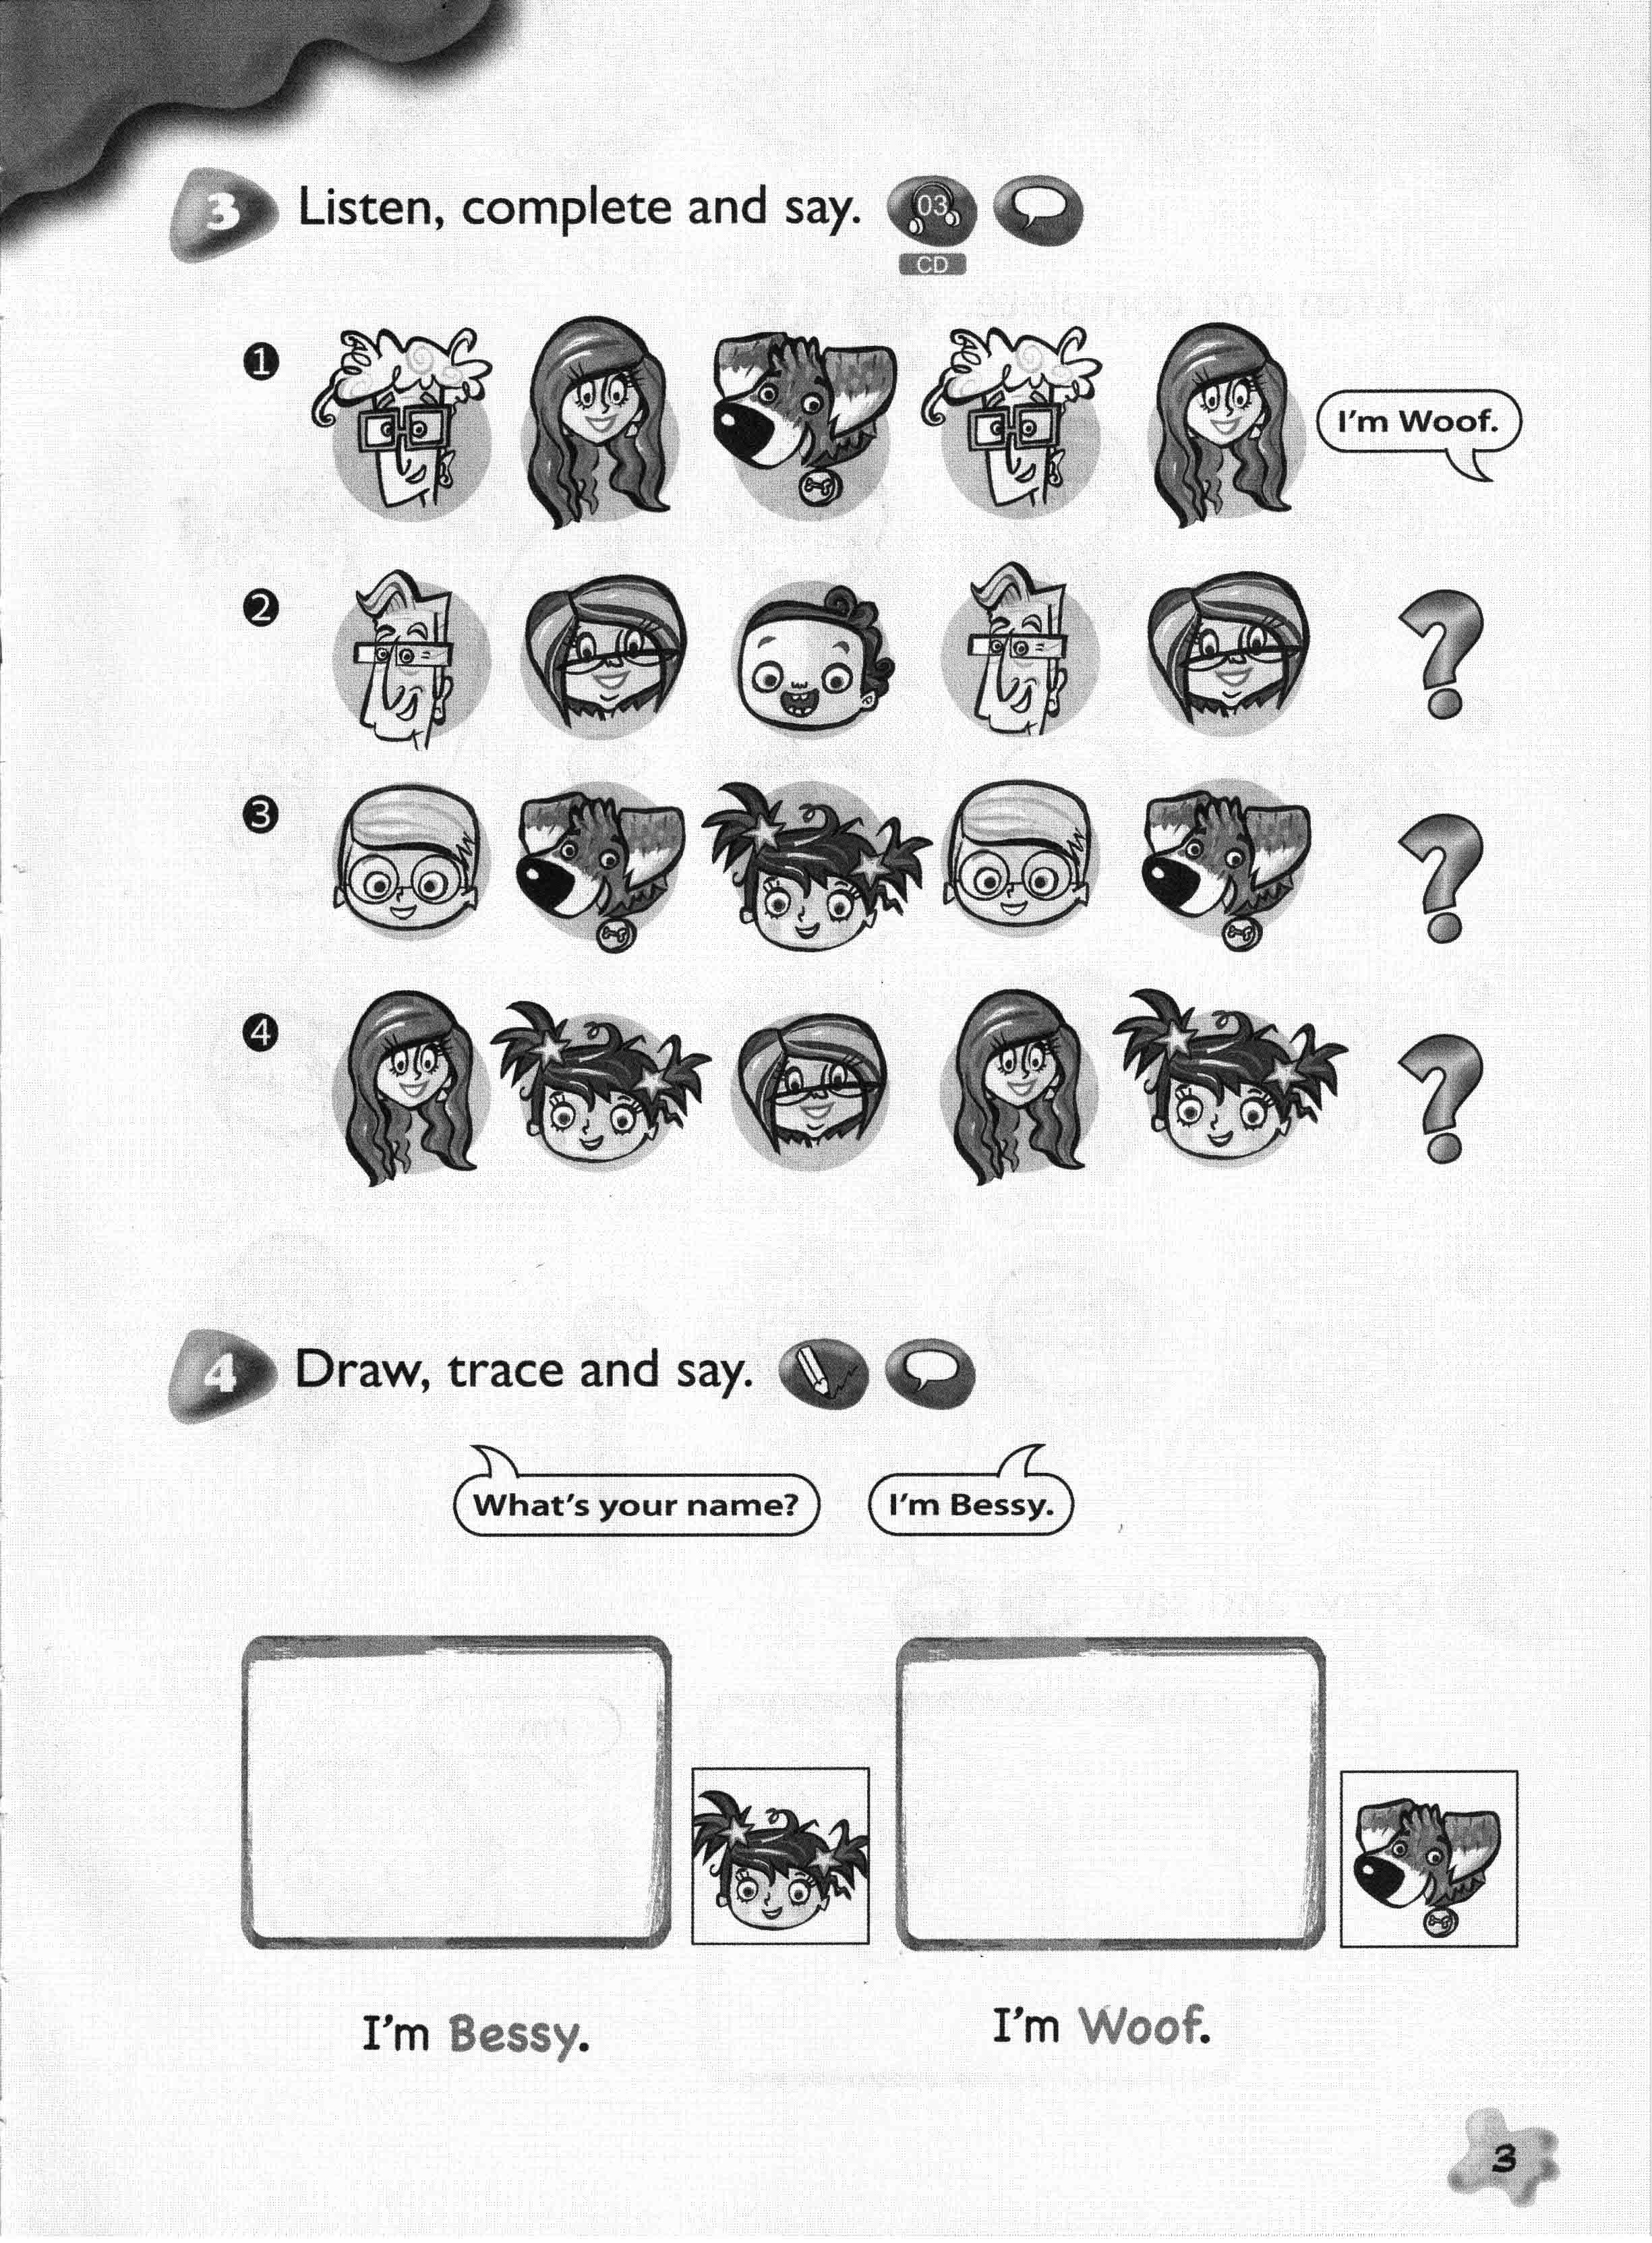 3 Listen, complete and say. 03
CD
1
I'm Woof.
2
?
3
?
4
?
4 Draw, trace and say.
What's your name? I'm Bessy.
I'm Bessy. I'm Woof.
3